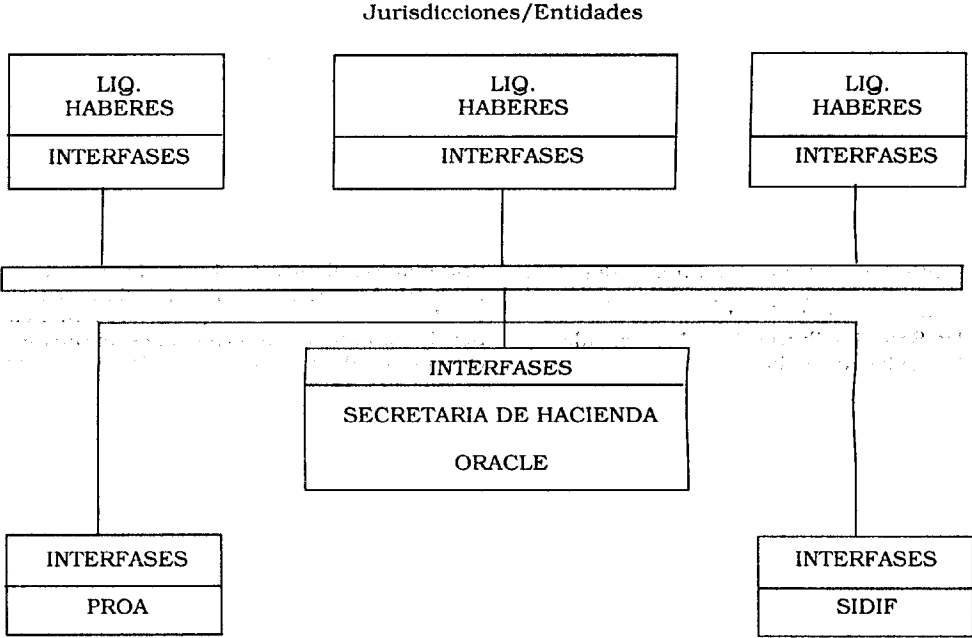 Jurisdicciones/Entidades
LIQ.
HABERES
INTERFASES
LIQ.
HABERES
INTERFASES
LIQ.
HABERES
INTERFASES
INTERFASES
SECRETARIA DE HACIENDA
ORACLE
INTERFASES
PROA
INTERFASES
SIDIF